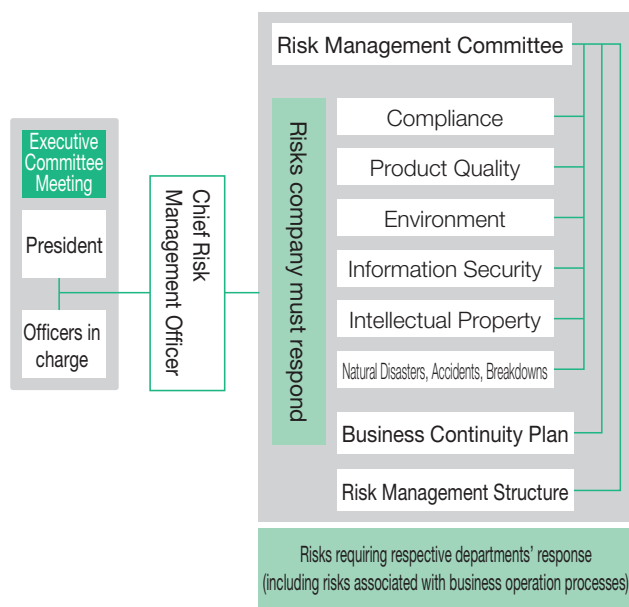 Risk Management Committee
Executive
Committee
Meeting
President
Officers in
charge
Chief Risk
Management Officer
Risks company must respond
Compliance
Product Quality
Environment
Information Security
Intellectual Property
Natural Disasters, Accidents, Breakdowns
Business Continuity Plan
Risk Management Structure
Risks requiring respective departments’ response
(including risks associated with business operation processes)